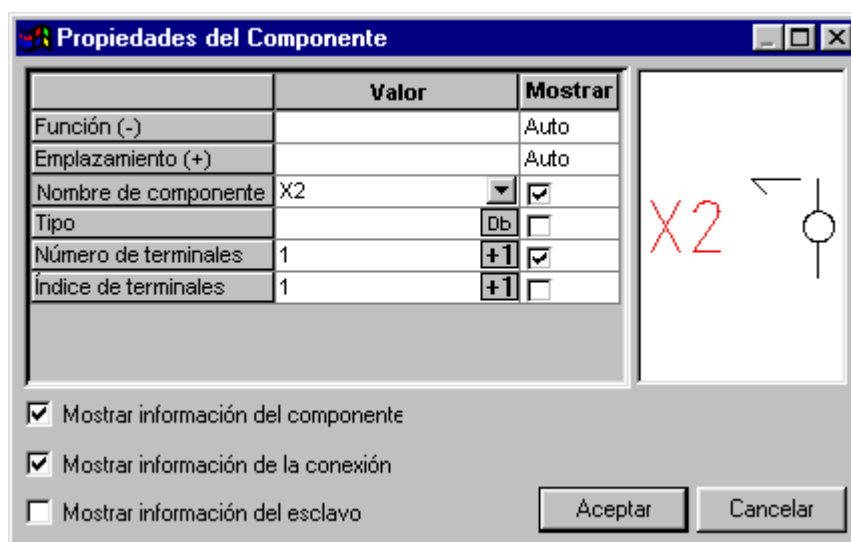 Propiedades del Componente
Valor Mostrar
Función (-) Auto
Emplazamiento (+) Auto
Nombre de componente X2
Tipo Db
Número de terminales 1 +1
Índice de terminales 1 +1
X2
Mostrar información del componente
Mostrar información de la conexión
Mostrar información del esclavo
Aceptar Cancelar